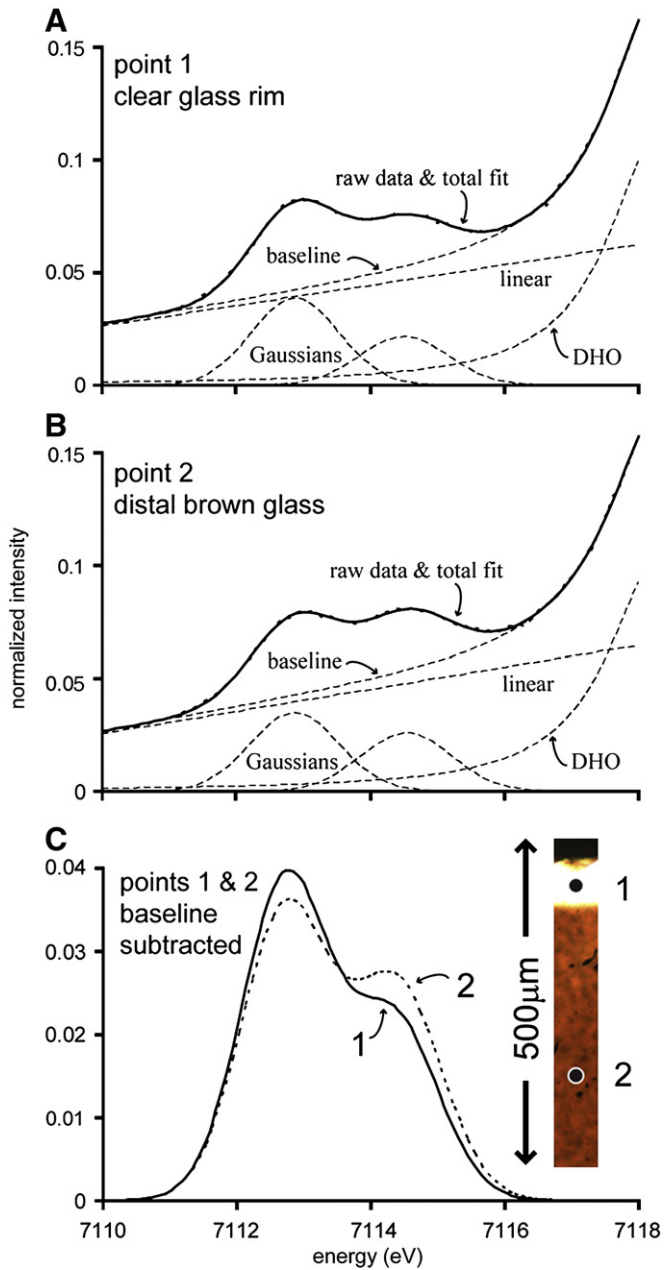 A
0.15
point 1
clear glass rim
0.1
raw data & total fit
baseline
0.05
linear
Gaussians
DHO
0
B
0.15
point 2
distal brown glass
0.1
raw data & total fit
baseline
0.05
linear
Gaussians
DHO
0
normalized intensity
C
0.04
points 1 & 2
baseline
subtracted
0.03
0.02
0.01
0
1
2
500μm
1
2
7110
7112
7114
7116
7118
energy (eV)